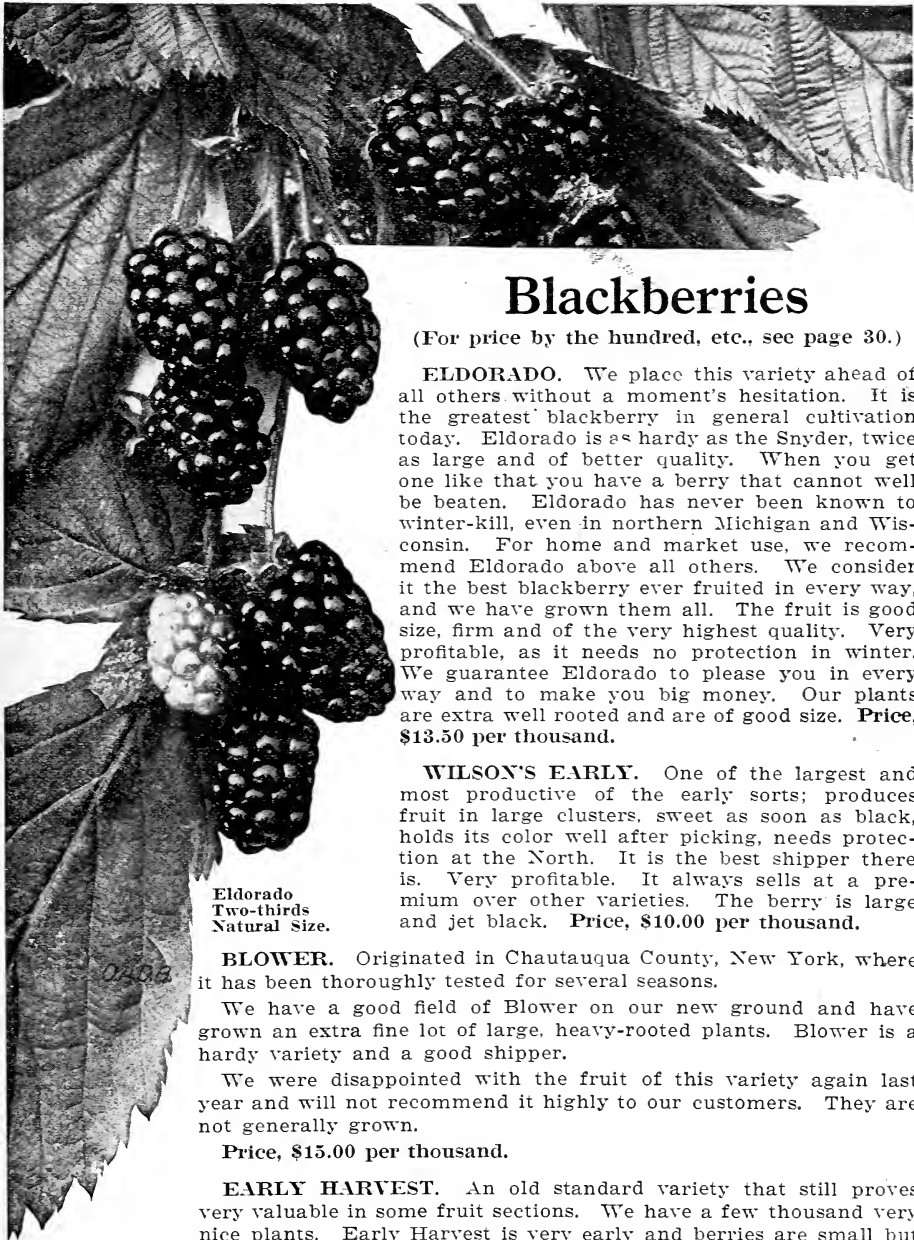 Blackberries
(For price by the hundred, etc., see page 30.)
ELDORADO. We place this variety ahead of
all others without a moment's hesitation. It is
the greatest blackberry in general cultivation
today. Eldorado is as hardy as the Snyder, twice
as large and of better quality. When you get
one like that you have a berry that cannot well
be beaten. Eldorado has never been known to
winter-kill, even in northern Michigan and Wis-
consin. For home and market use, we recom-
mend Eldorado above all others. We consider
it the best blackberry ever fruited in every way,
and we have grown them all. The fruit is good
size, firm and of the very highest quality. Very
profitable, as it needs no protection in winter.
We guarantee Eldorado to please you in every
way and to make you big money. Our plants
are extra well rooted and are of good size. Price,
$13.50 per thousand.
WILSON'S EARLY. One of the largest and
most productive of the early sorts; produces
fruit in large clusters, sweet as soon as black,
holds its color well after picking, needs protec-
tion at the North. It is the best shipper there
is. Very profitable. It always sells at a pre-
mium over other varieties. The berry is large
and jet black. Price, $10.00 per thousand.
Eldorado
Two-thirds
Natural Size.
BLOWER. Originated in Chautauqua County, New York, where
it has been thoroughly tested for several seasons.
We have a good field of Blower on our new ground and have
grown an extra fine lot of large, heavy-rooted plants. Blower is a
hardy variety and a good shipper.
We were disappointed with the fruit of this variety again last
year and will not recommend it highly to our customers. They are
not generally grown.
Price, $15.00 per thousand.
EARLY HARVEST. An old standard variety that still proves
very valuable in some fruit sections. We have a few thousand very
nice plants. Early Harvest is very early and berries are small but